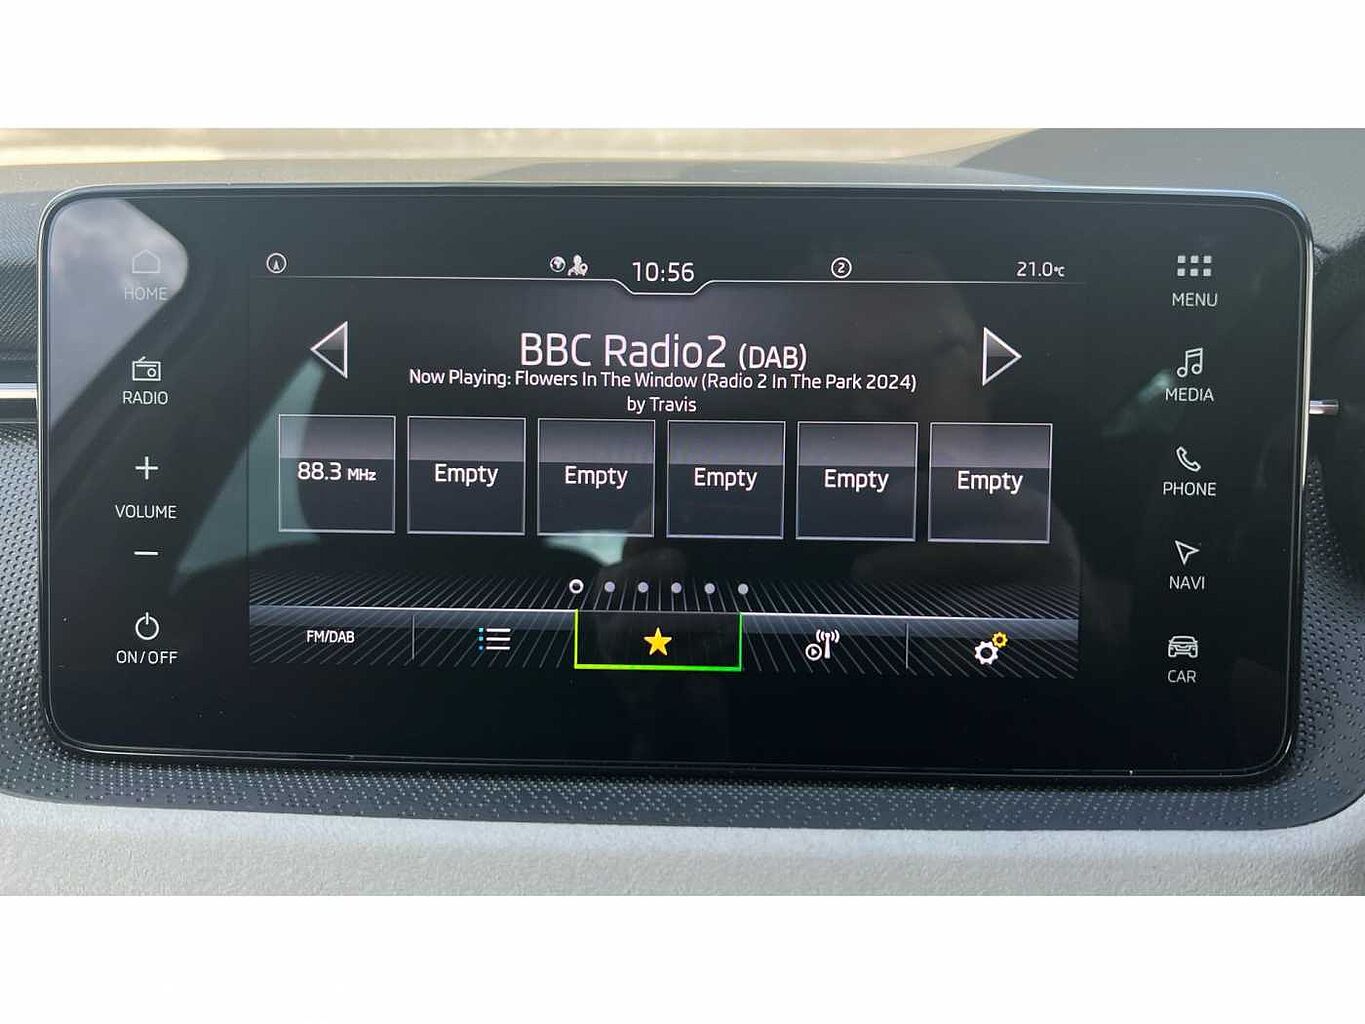 10:56
2
21.0°C
HOME
RADIO
VOLUME
ON/OFF
BBC Radio2 (DAB)
Now Playing: Flowers In The Window (Radio 2 In The Park 2024)
by Travis
88.3 MHz
Empty
Empty
Empty
Empty
Empty
FM/DAB
MENU
MEDIA
PHONE
NAVI
CAR